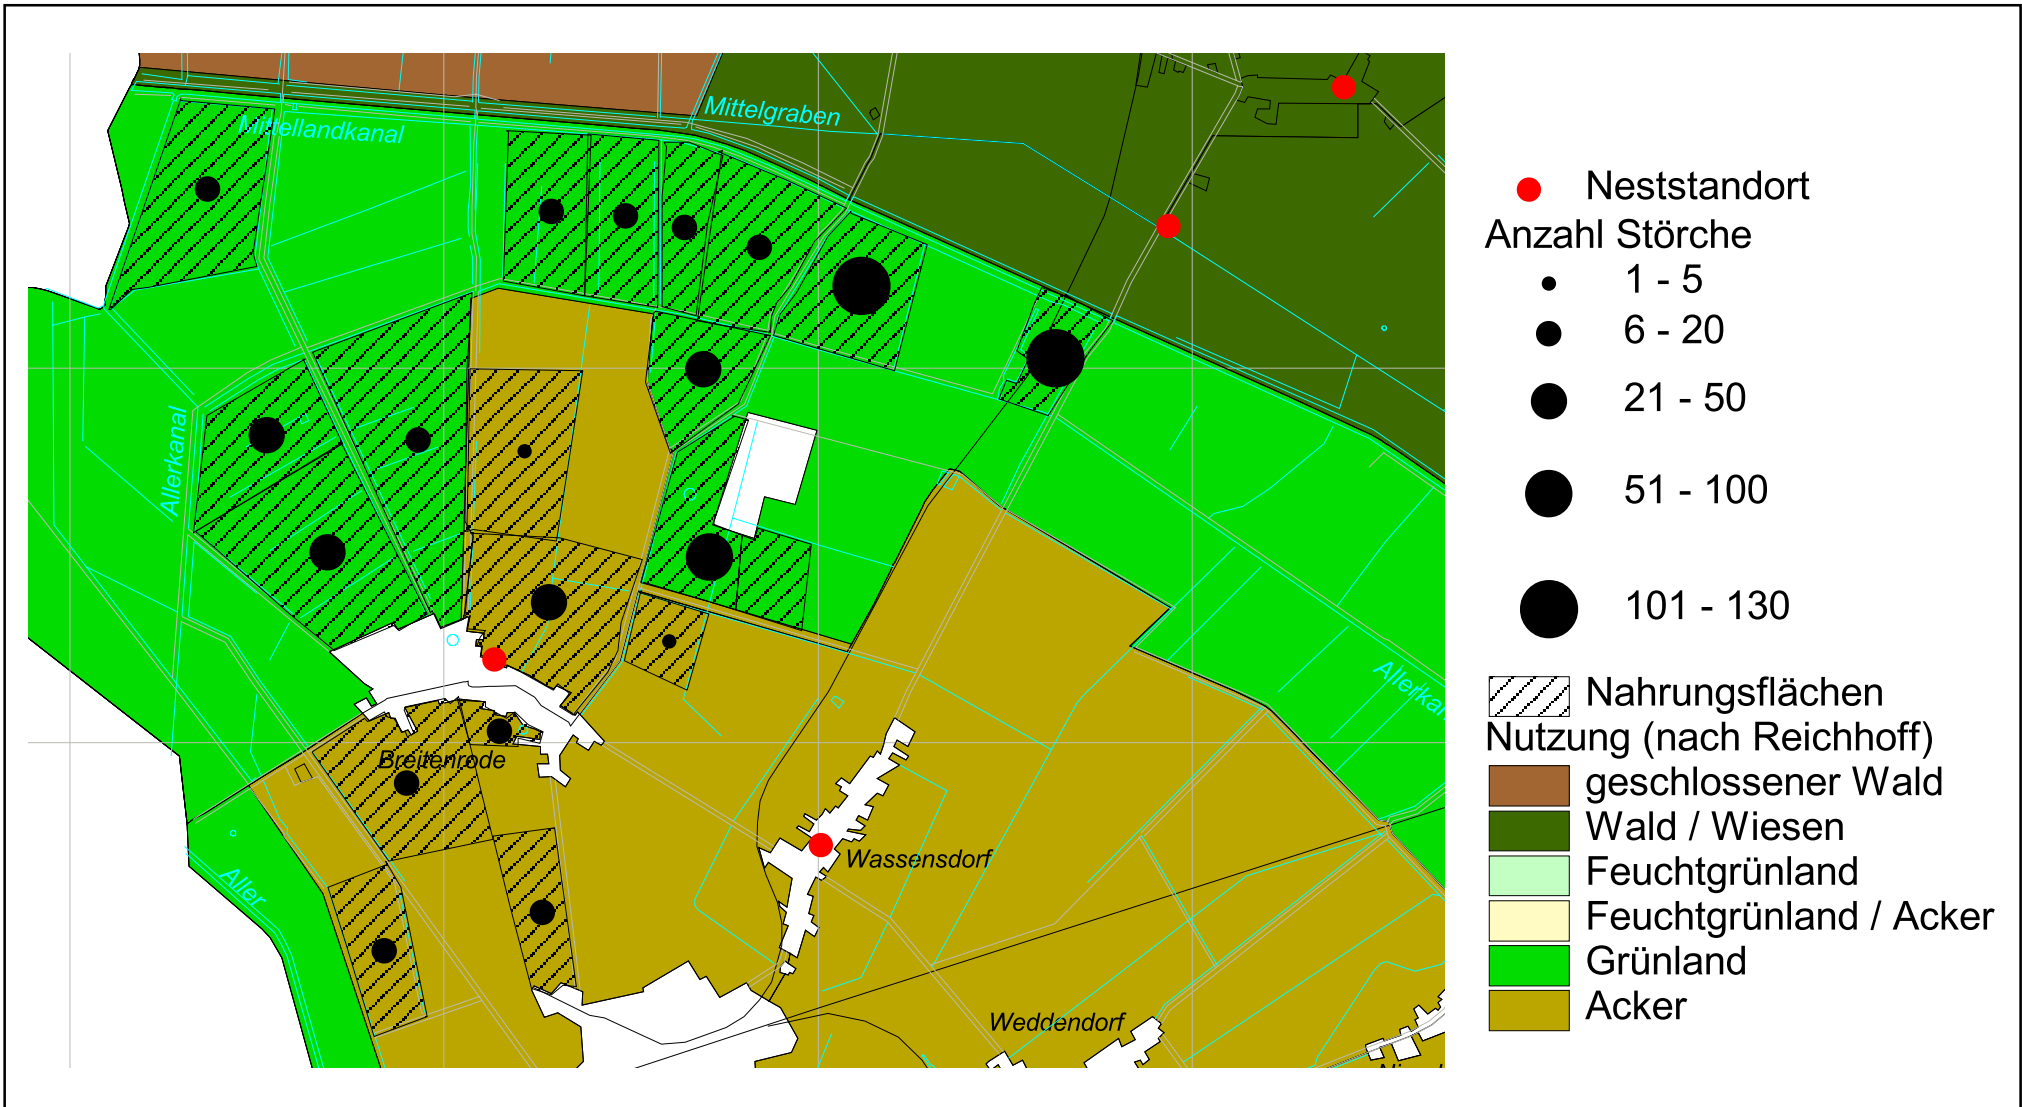 Mittelgraben
Mittellandkanal
Allerkanal
Breitenrode
Aller
Wassensdorf
Weddendorf
Allerkan
Neststandort
Anzahl Störche
1 - 5
6 - 20
21 - 50
51 - 100
101 - 130
Nahrungsflächen
Nutzung (nach Reichhoff)
geschlossener Wald
Wald / Wiesen
Feuchtgrünland
Feuchtgrünland / Acker
Grünland
Acker